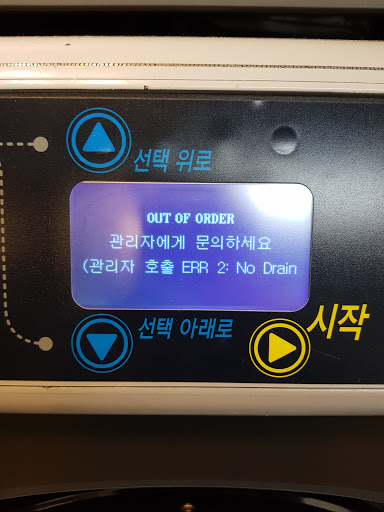 선택 위로
OUT OF ORDER
관리자에게 문의하세요
(관리자 호출 ERR 2: No Drain
선택 아래로
시작